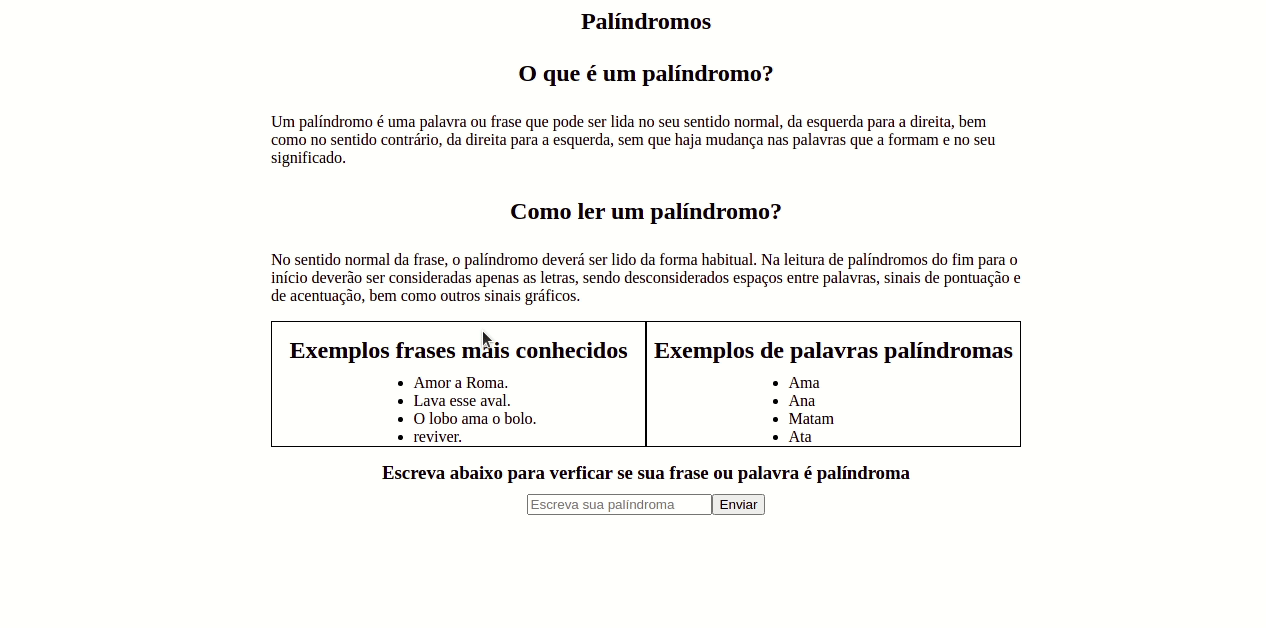 Palíndromos
O que é um palíndromo?
Um palíndromo é uma palavra ou frase que pode ser lida no seu sentido normal, da esquerda para a direita, bem
como no sentido contrário, da direita para a esquerda, sem que haja mudança nas palavras que a formam e no seu
significado.
Como ler um palíndromo?
No sentido normal da frase, o palíndromo deverá ser lido da forma habitual. Na leitura de palíndromos do fim para o
início deverão ser consideradas apenas as letras, sendo desconsiderados espaços entre palavras, sinais de pontuação e
de acentuação, bem como outros sinais gráficos.
Exemplos frases mais conhecidos
Amor a Roma.
Lava esse aval.
O lobo ama o bolo.
reviver.
Exemplos de palavras palíndromas
Ama
Ana
Matam
Ata
Escreva abaixo para verficar se sua frase ou palavra é palíndroma
Escreva sua palíndroma Enviar